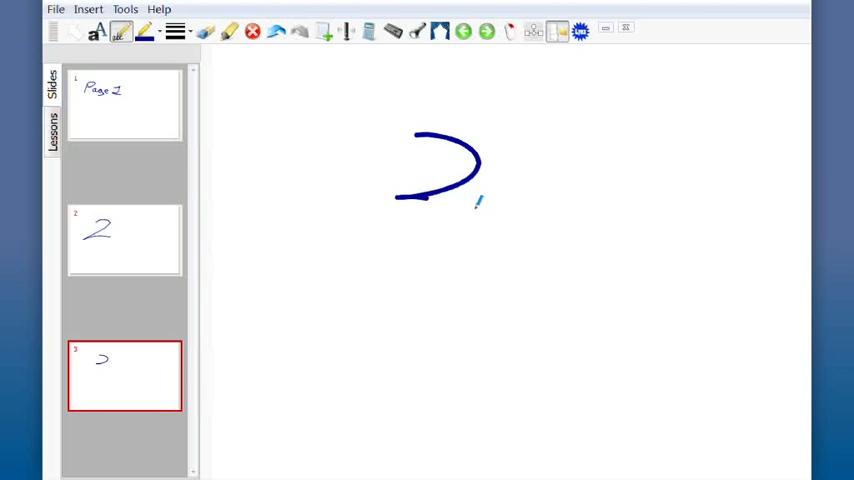 File Insert Tools Help
Slides
Lessons
1
Page 1
2
2
3